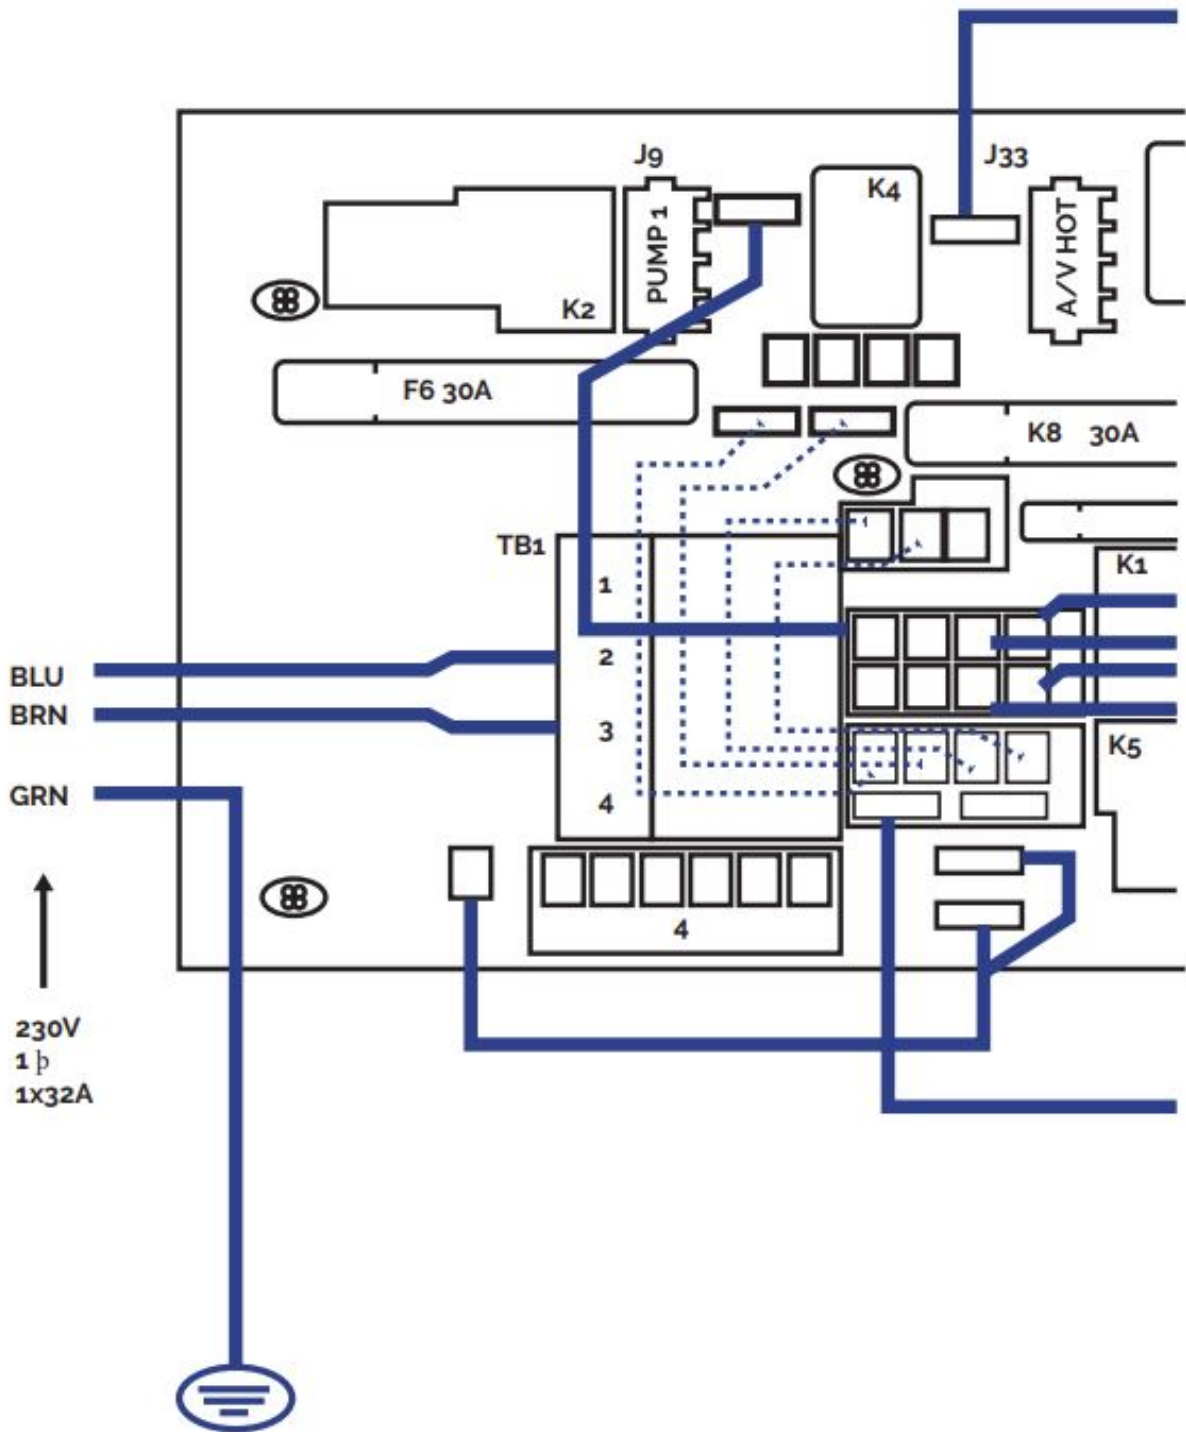 J9
J33
K4
PUMP 1
A/V HOT
K2
F6 30A
K8 30A
TB1
K1
1
2
3
4
BLU
BRN
GRN
K5
4
230V
1 þ
1x32A